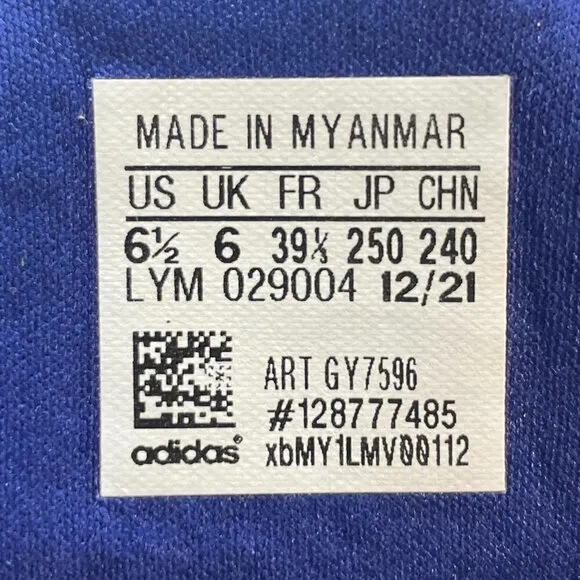 MADE IN MYANMAR
US UK FR JP CHN
6½ 6 39⅓ 250 240
LYM 029004 12/21
ART GY7596
#128777485
adidas® xbMY1LMV00112